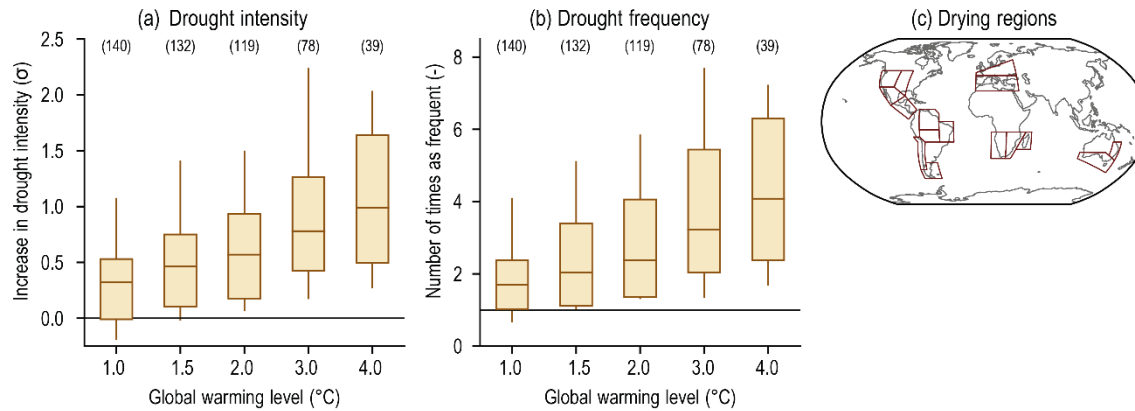 (a) Drought intensity
(140) (132) (119) (78) (39)
2.5
2.0
1.5
1.0
0.5
0.0
Increase in drought intensity (σ)
1.0 1.5 2.0 3.0 4.0
Global warming level (°C)
(b) Drought frequency
(140) (132) (119) (78) (39)
8
6
4
2
0
Number of times as frequent (-)
1.0 1.5 2.0 3.0 4.0
Global warming level (°C)
(c) Drying regions